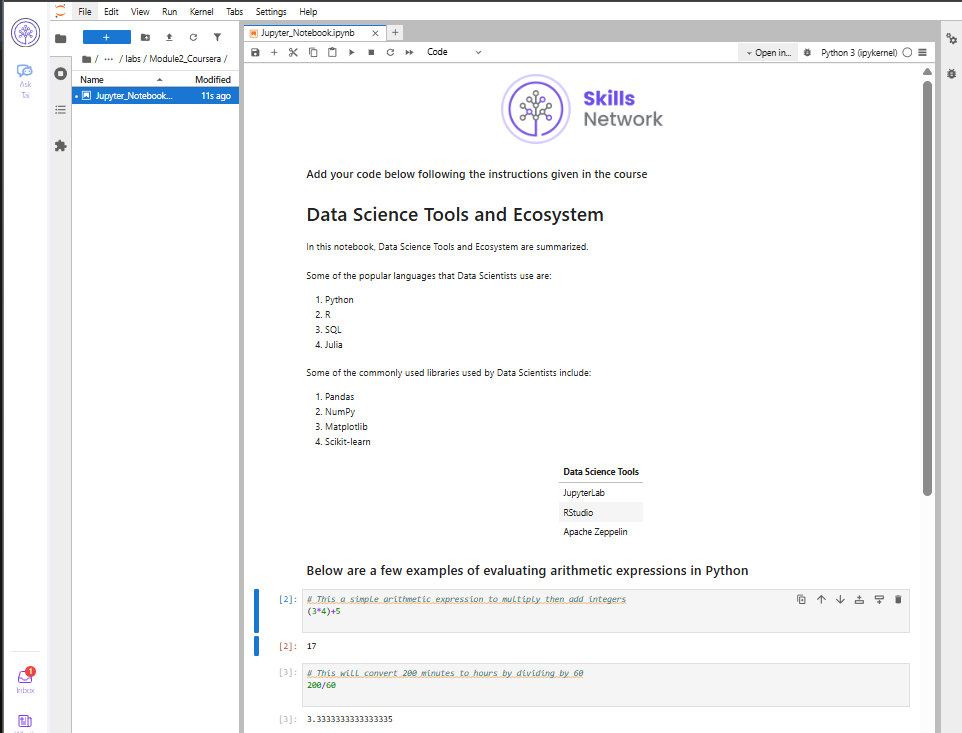 File Edit View Run Kernel Tabs Settings Help
Ask
Tai
+
/ ··· / labs / Module2_Coursera /
Name Modified
Jupyter_Notebook... 11s ago
Jupyter_Notebook.ipynb × +
Code
Open in...
Python 3 (ipykernel)
Skills
Network
Add your code below following the instructions given in the course
Data Science Tools and Ecosystem
In this notebook, Data Science Tools and Ecosystem are summarized.
Some of the popular languages that Data Scientists use are:
1. Python
2. R
3. SQL
4. Julia
Some of the commonly used libraries used by Data Scientists include:
1. Pandas
2. NumPy
3. Matplotlib
4. Scikit-learn
Data Science Tools
JupyterLab
RStudio
Apache Zeppelin
Below are a few examples of evaluating arithmetic expressions in Python
[2]: # This a simple arithmetic expression to multiply then add integers
(3*4)+5
[2]: 17
[3]: # This will convert 200 minutes to hours by dividing by 60
200/60
[3]: 3.3333333333333335
1
Inbox